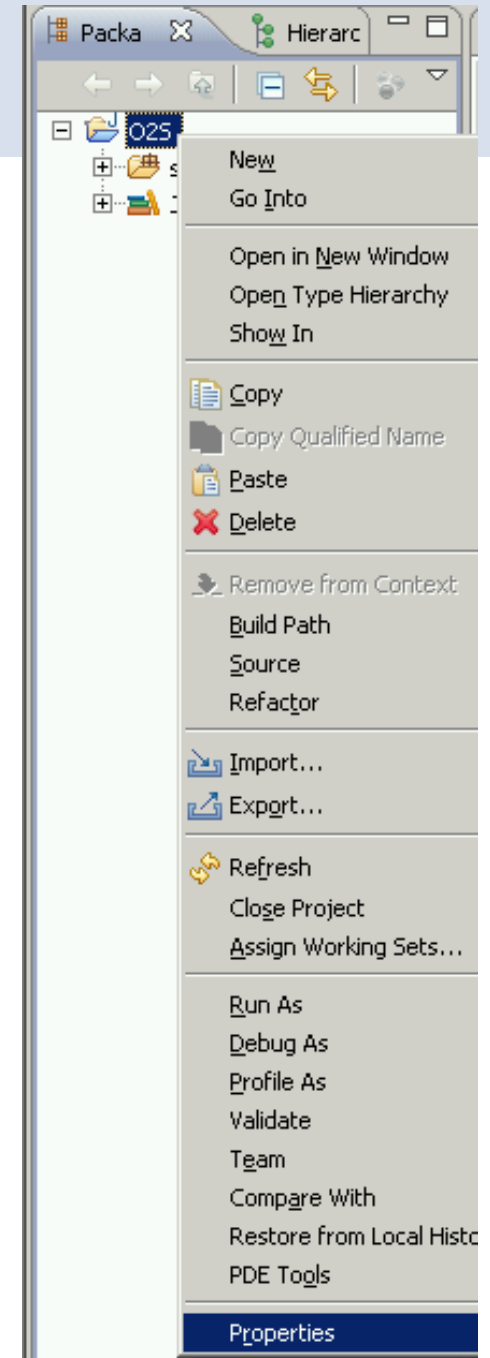 Packa Hierarc
O2S
s
New
Go Into
Open in New Window
Open Type Hierarchy
Show In
Copy
Copy Qualified Name
Paste
Delete
Remove from Context
Build Path
Source
Refactor
Import...
Export...
Refresh
Close Project
Assign Working Sets...
Run As
Debug As
Profile As
Validate
Team
Compare With
Restore from Local Histo
PDE Tools
Properties